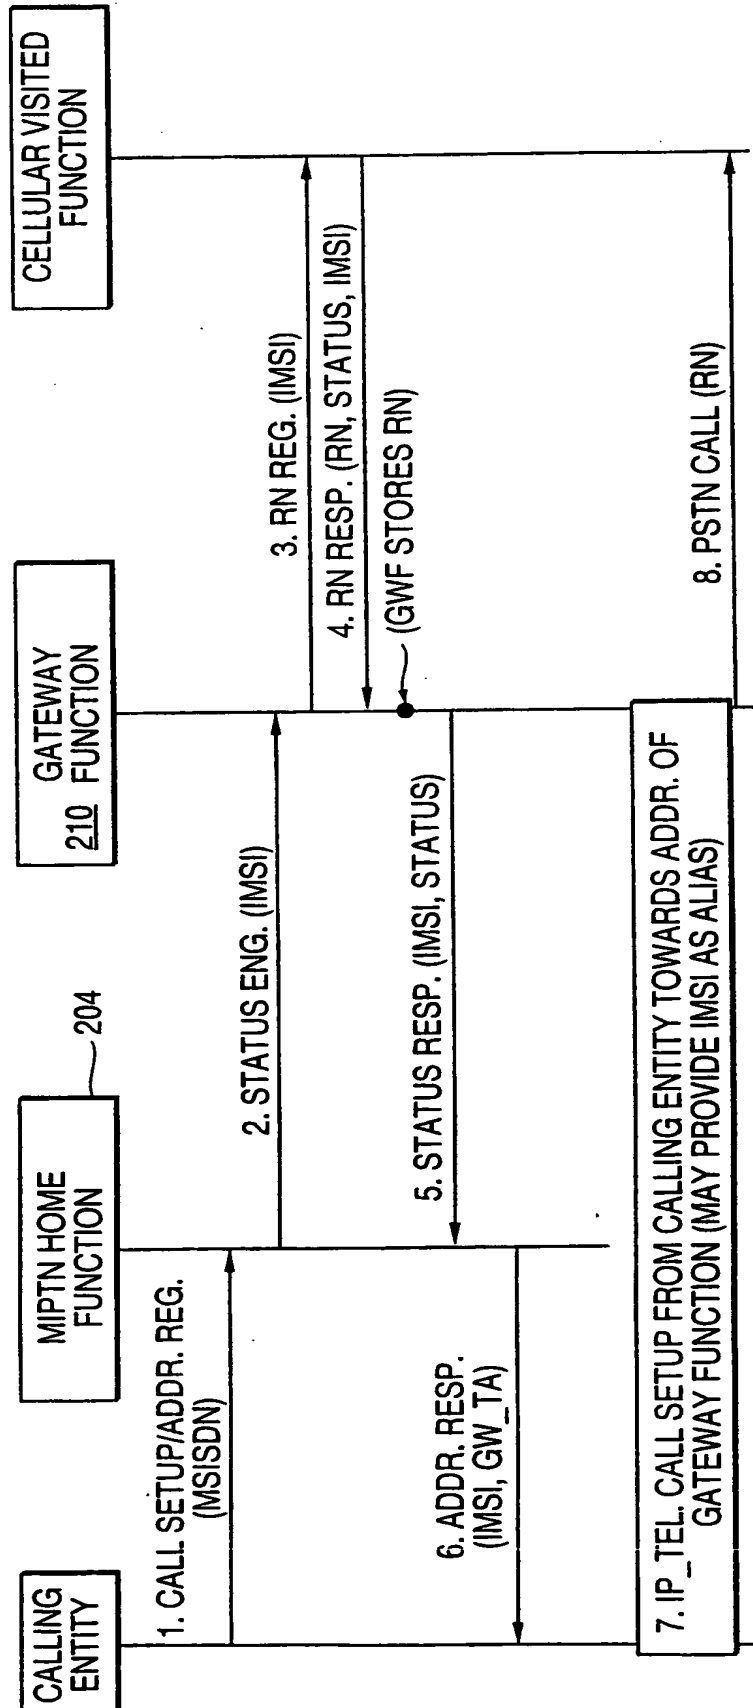 CALLING
ENTITY
MIPTN HOME
FUNCTION
204
GATEWAY
210 FUNCTION
CELLULAR VISITED
FUNCTION
1. CALL SETUP/ADDR. REG.
(MSISDN)
2. STATUS ENG. (IMSI)
3. RN REG. (IMSI)
4. RN RESP. (RN, STATUS, IMSI)
(GWF STORES RN)
5. STATUS RESP. (IMSI, STATUS)
6. ADDR. RESP.
(IMSI, GW_TA)
7. IP_TEL. CALL SETUP FROM CALLING ENTITY TOWARDS ADDR. OF
GATEWAY FUNCTION (MAY PROVIDE IMSI AS ALIAS)
8. PSTN CALL (RN)